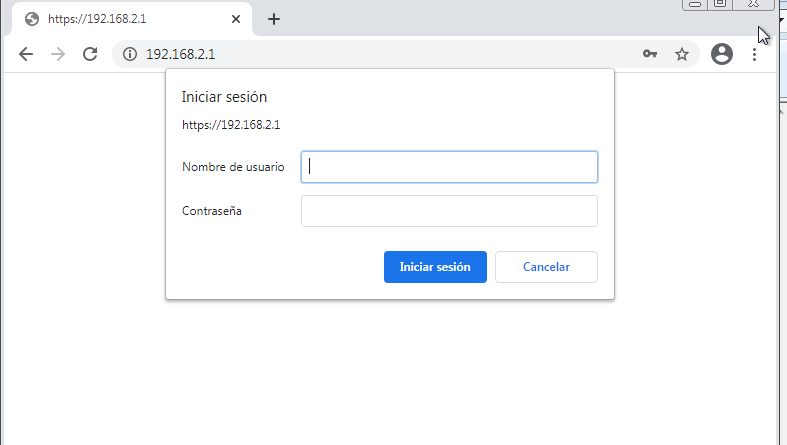 https://192.168.2.1
192.168.2.1
Iniciar sesión
https://192.168.2.1
Nombre de usuario
Contraseña
Iniciar sesión
Cancelar